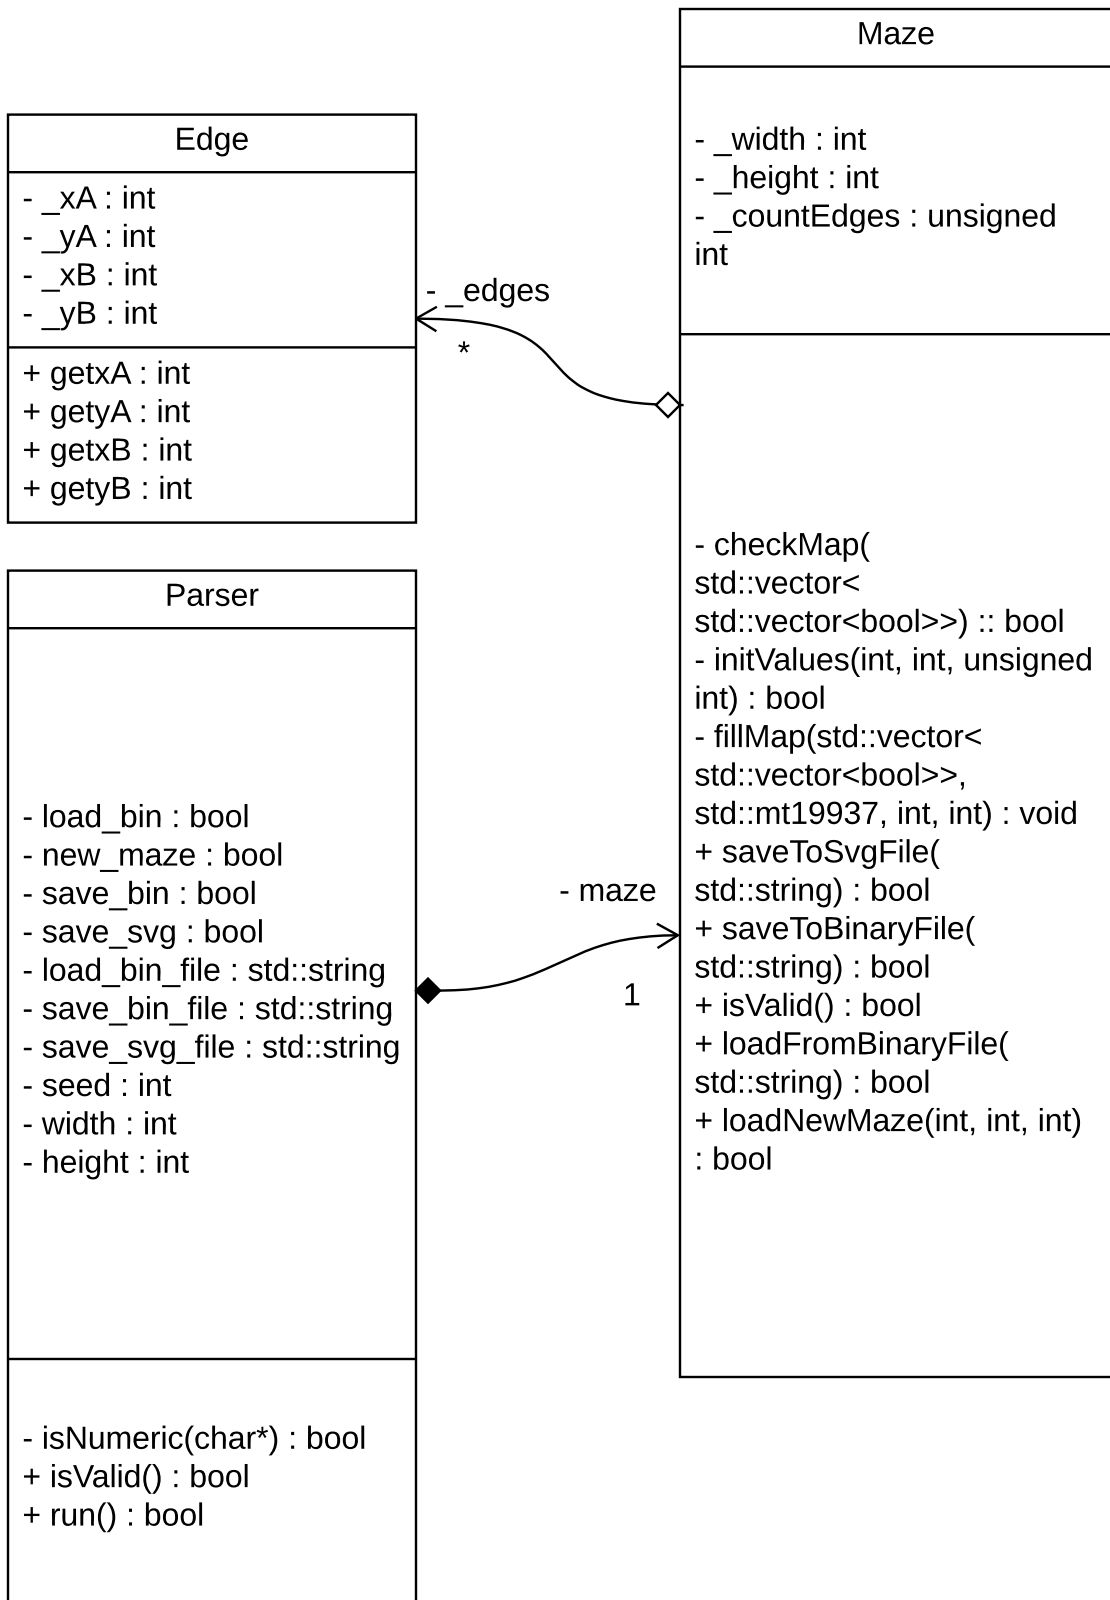 Maze
- _width : int
- _height : int
- _countEdges : unsigned
int
- checkMap(
std::vector<
std::vector<bool>>) :: bool
- initValues(int, int, unsigned
int) : bool
- fillMap(std::vector<
std::vector<bool>>,
std::mt19937, int, int) : void
+ saveToSvgFile(
std::string) : bool
+ saveToBinaryFile(
std::string) : bool
+ isValid() : bool
+ loadFromBinaryFile(
std::string) : bool
+ loadNewMaze(int, int, int)
: bool
Edge
- _xA : int
- _yA : int
- _xB : int
- _yB : int
+ getxA : int
+ getyA : int
+ getxB : int
+ getyB : int
- _edges
*
Parser
- load_bin : bool
- new_maze : bool
- save_bin : bool
- save_svg : bool
- load_bin_file : std::string
- save_bin_file : std::string
- save_svg_file : std::string
- seed : int
- width : int
- height : int
- isNumeric(char*) : bool
+ isValid() : bool
+ run() : bool
- maze
1